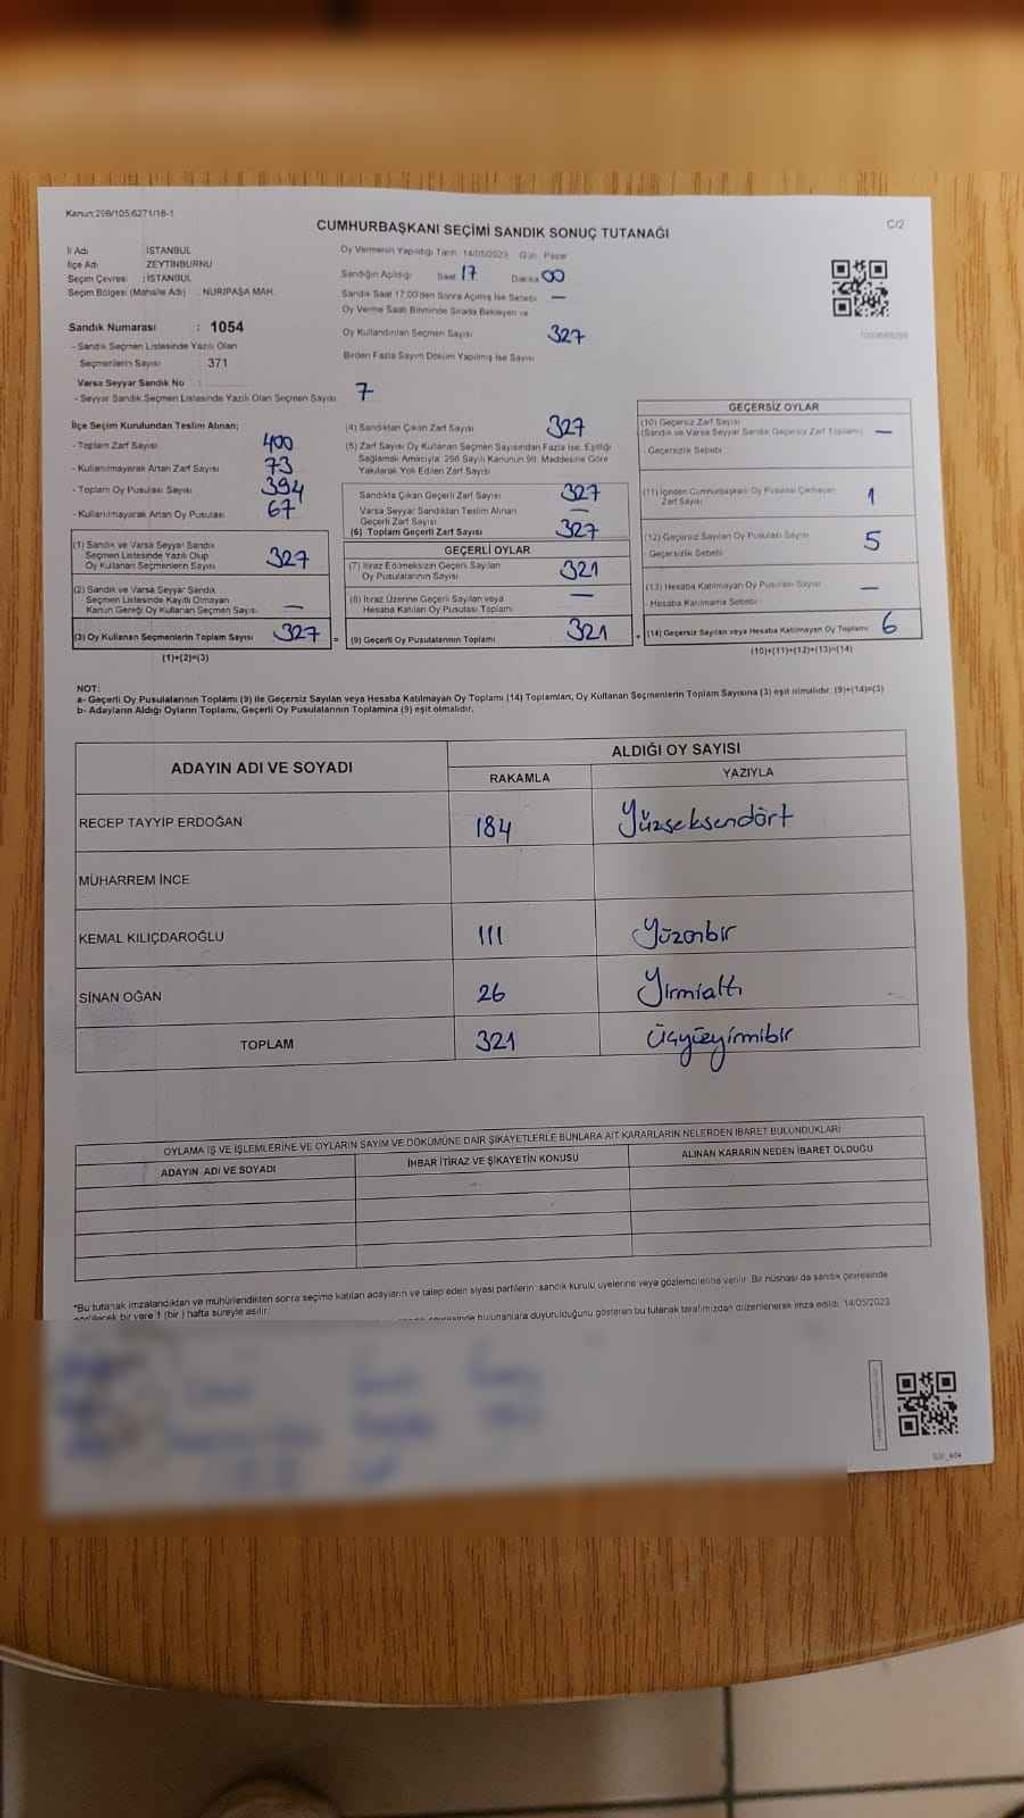 Kanun:298/105,6271/18-1
C/2
CUMHURBAŞKANI SEÇİMİ SANDIK SONUÇ TUTANAĞI
İl Adı : İSTANBUL
İlçe Adı : ZEYTİNBURNU
Seçim Çevresi : İSTANBUL
Seçim Bölgesi (Mahalle Adı) : NURİPAŞA MAH.
Oy Vermenin Yapıldığı Tarih 14/05/2023 Gün: Pazar
Sandığın Açıldığı Saat 17 Dakika 00
Sandık Saat 17:00'den Sonra Açılmış İse Sebebi —
Oy Verme Saati Bitiminde Sırada Bekleyen ve
Oy Kullandırılan Seçmen Sayısı 327
Birden Fazla Sayım Döküm Yapılmış İse Sayısı
Sandık Numarası : 1054
- Sandık Seçmen Listesinde Yazılı Olan
Seçmenlerin Sayısı 371
Varsa Seyyar Sandık No
- Seyyar Sandık Seçmen Listesinde Yazılı Olan Seçmen Sayısı 7
İlçe Seçim Kurulundan Teslim Alınan;
- Toplam Zarf Sayısı 400
- Kullanılmayarak Artan Zarf Sayısı 73
- Toplam Oy Pusulası Sayısı 394
- Kullanılmayarak Artan Oy Pusulası 67
(1) Sandık ve Varsa Seyyar Sandık
Seçmen Listesinde Yazılı Olup
Oy Kullanan Seçmenlerin Sayısı 327
(2) Sandık ve Varsa Seyyar Sandık
Seçmen Listesinde Kayıtlı Olmayan
Kanun Gereği Oy Kullanan Seçmen Sayısı —
(3) Oy Kullanan Seçmenlerin Toplam Sayısı 327 =
(1)+(2)=(3)
(4) Sandıktan Çıkan Zarf Sayısı 327
(5) Zarf Sayısı Oy Kullanan Seçmen Sayısından Fazla İse, Eşitliği
Sağlamak Amacıyla, 298 Sayılı Kanunun 98. Maddesine Göre
Yakılarak Yok Edilen Zarf Sayısı
Sandıkta Çıkan Geçerli Zarf Sayısı 327
Varsa Seyyar Sandıktan Teslim Alınan
Geçerli Zarf Sayısı —
(6) Toplam Geçerli Zarf Sayısı 327
GEÇERLİ OYLAR
(7) İtiraz Edilmeksizin Geçerli Sayılan
Oy Pusulalarının Sayısı 321
(8) İtiraz Üzerine Geçerli Sayılan veya
Hesaba Katılan Oy Pusulası Toplamı —
(9) Geçerli Oy Pusulalarının Toplamı 321 +
GEÇERSİZ OYLAR
(10) Geçersiz Zarf Sayısı
(Sandık ve Varsa Seyyar Sandık Geçersiz Zarf Toplamı) —
- Geçersizlik Sebebi :
(11) İçinden Cumhurbaşkanı Oy Pusulası Çıkmayan
Zarf Sayısı 1
(12) Geçersiz Sayılan Oy Pusulası Sayısı 5
- Geçersizlik Sebebi :
(13) Hesaba Katılmayan Oy Pusulası Sayısı —
- Hesaba Katılmama Sebebi :
(14) Geçersiz Sayılan veya Hesaba Katılmayan Oy Toplamı 6
(10)+(11)+(12)+(13)=(14)
NOT:
a- Geçerli Oy Pusulalarının Toplamı (9) ile Geçersiz Sayılan veya Hesaba Katılmayan Oy Toplamı (14) Toplamları, Oy Kullanan Seçmenlerin Toplam Sayısına (3) eşit olmalıdır. (9)+(14)=(3)
b- Adayların Aldığı Oyların Toplamı, Geçerli Oy Pusulalarının Toplamına (9) eşit olmalıdır.
ADAYIN ADI VE SOYADI
ALDIĞI OY SAYISI
RAKAMLA YAZIYLA
RECEP TAYYİP ERDOĞAN 184 Yüzseksendört
MUHARREM İNCE
KEMAL KILIÇDAROĞLU 111 Yüzonbir
SİNAN OĞAN 26 Yirmialtı
TOPLAM 321 Üçyüzyirmibir
OYLAMA İŞ VE İŞLEMLERİNE VE OYLARIN SAYIM VE DÖKÜMÜNE DAİR ŞİKAYETLERLE BUNLARA AİT KARARLARIN NELERDEN İBARET BULUNDUKLARI
ADAYIN ADI VE SOYADI İHBAR İTİRAZ VE ŞİKAYETİN KONUSU ALINAN KARARIN NEDEN İBARET OLDUĞU
*Bu tutanak imzalandıktan ve mühürlendikten sonra seçime katılan adayların ve talep eden siyasi partilerin sandık kurulu üyelerine veya gözlemcilerine verilir. Bir nüshası da sandık çevresinde
bir yere 1 (bir) hafta süreyle asılır.
bulunanlara duyurulduğunu gösteren bu tutanak tarafımızdan düzenlenerek imza edildi. 14/05/2023